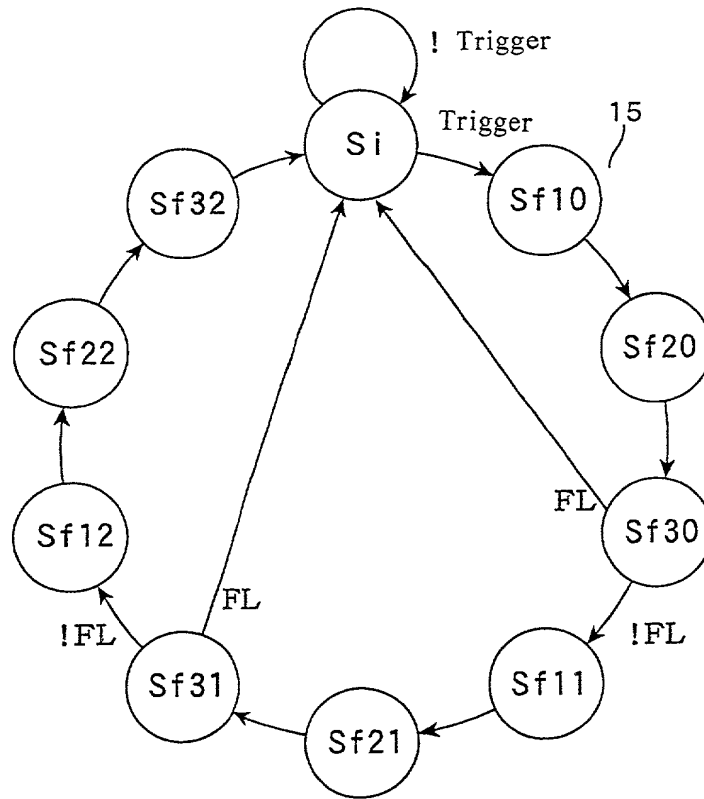 ! Trigger
Trigger
15
Si
Sf10
Sf32
Sf20
Sf22
FL
Sf30
Sf12
FL
!FL
!FL
Sf31
Sf11
Sf21